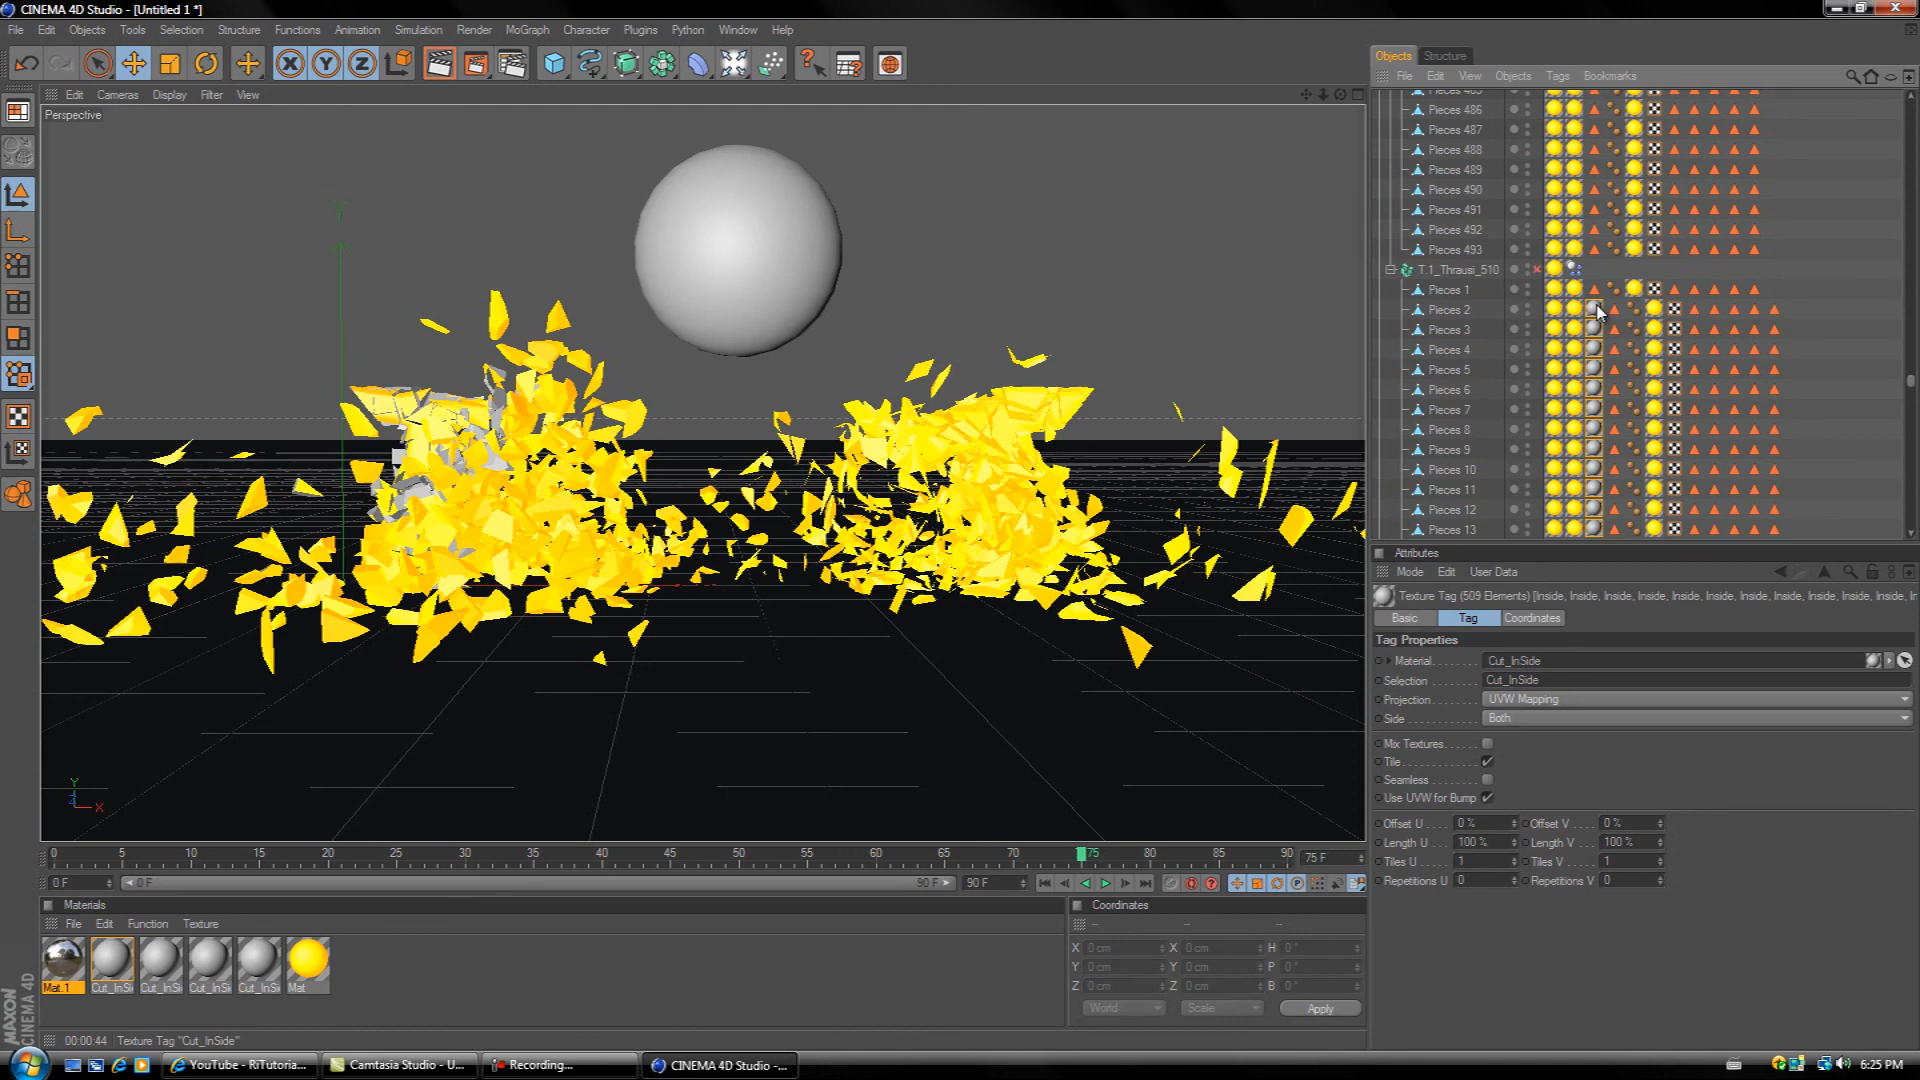 CINEMA 4D Studio - [Untitled 1 *]
File Edit Objects Tools Selection Structure Functions Animation Simulation Render MoGraph Character Plugins Python Window Help
Edit Cameras Display Filter View
Perspective
Objects Structure
File Edit View Objects Tags Bookmarks
Pieces 485
Pieces 486
Pieces 487
Pieces 488
Pieces 489
Pieces 490
Pieces 491
Pieces 492
Pieces 493
T.1_Thrausi_510
Pieces 1
Pieces 2
Pieces 3
Pieces 4
Pieces 5
Pieces 6
Pieces 7
Pieces 8
Pieces 9
Pieces 10
Pieces 11
Pieces 12
Pieces 13
Attributes
Mode Edit User Data
Texture Tag (509 Elements) [Inside, Inside, Inside, Inside, Inside, Inside, Inside, Inside, Inside, Inside, In
Basic Tag Coordinates
Tag Properties
Material Cut_InSide
Selection Cut_InSide
Projection UVW Mapping
Side Both
Mix Textures
Tile
Seamless
Use UVW for Bump
Offset U 0 % Offset V 0 %
Length U 100 % Length V 100 %
Tiles U 1 Tiles V 1
Repetitions U 0 Repetitions V 0
Y
Z X
0 5 10 15 20 25 30 35 40 45 50 55 60 65 70 75 80 85 90 75 F
0 F 0 F 90 F 90 F
Materials
File Edit Function Texture
Mat.1 Cut_InSi Cut_InSi Cut_InSi Cut_InSi Mat
Coordinates
-- -- --
X 0 cm X 0 cm H 0 °
Y 0 cm Y 0 cm P 0 °
Z 0 cm Z 0 cm B 0 °
World Scale Apply
MAXON
CINEMA 4D
00:00:44 Texture Tag "Cut_InSide"
YouTube - RiTutoria... Camtasia Studio - U... Recording... CINEMA 4D Studio -... 6:25 PM